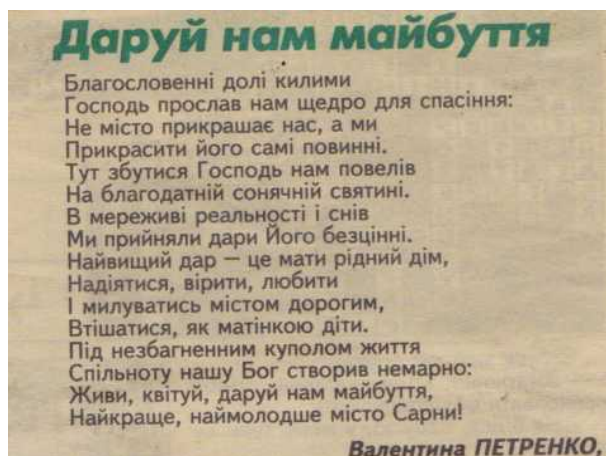 Даруй нам майбуття
Благословенні долі килими
Господь прослав нам щедро для спасіння:
Не місто прикрашає нас, а ми
Прикрасити його самі повинні.
Тут збутися Господь нам повелів
На благодатній сонячній святині.
В мереживі реальності і снів
Ми прийняли дари Його безцінні.
Найвищий дар — це мати рідний дім,
Надіятися, вірити, любити
І милуватись містом дорогим,
Втішатися, як матінкою діти.
Під незбагненним куполом життя
Спільноту нашу Бог створив немарно:
Живи, квітуй, даруй нам майбуття,
Найкраще, наймолодше місто Сарни!
Валентина ПЕТРЕНКО,